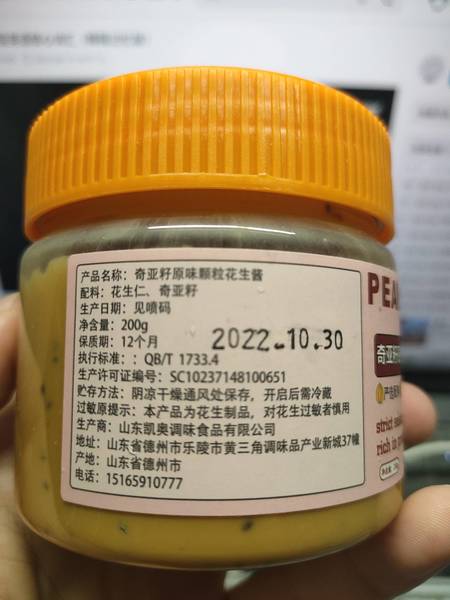 产品名称：奇亚籽原味颗粒花生酱
配料：花生仁、奇亚籽
生产日期：见喷码
净含量：200g
保质期：12个月
2022.10.30
执行标准：：QB/T 1733.4
生产许可证编号：SC10237148100651
贮存方法：阴凉干燥通风处保存，开启后需冷藏
过敏原提示：本产品为花生制品，对花生过敏者慎用
生产商：山东凯奥调味食品有限公司
地址：山东省德州市乐陵市黄三角调味品产业新城37幢
产地：山东省德州市
电话：15165910777
PEA
奇亚籽
strict
rich in